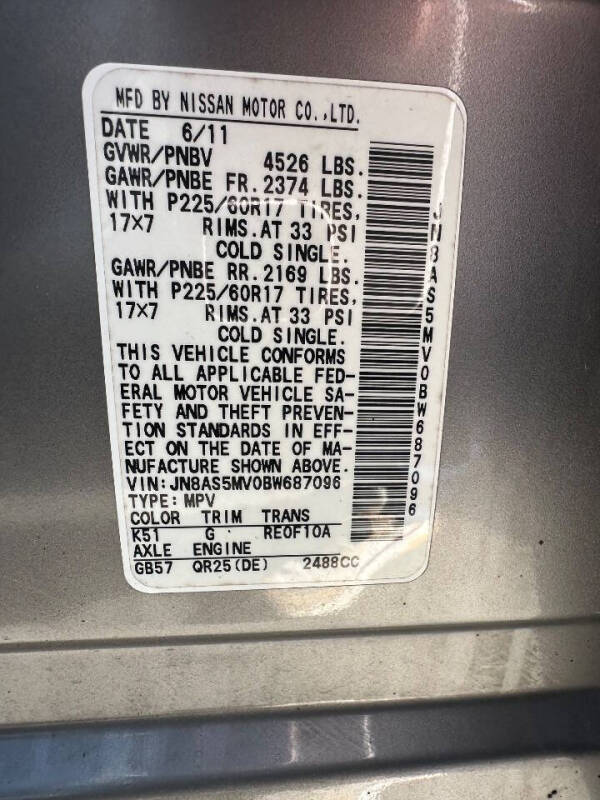 MFD BY NISSAN MOTOR CO.,LTD.
DATE 6/11
GVWR/PNBV 4526 LBS.
GAWR/PNBE FR.2374 LBS.
WITH P225/60R17 TIRES,
17×7 RIMS.AT 33 PSI
COLD SINGLE.
GAWR/PNBE RR.2169 LBS.
WITH P225/60R17 TIRES,
17×7 RIMS.AT 33 PSI
COLD SINGLE.
THIS VEHICLE CONFORMS
TO ALL APPLICABLE FED-
ERAL MOTOR VEHICLE SA-
FETY AND THEFT PREVEN-
TION STANDARDS IN EFF-
ECT ON THE DATE OF MA-
NUFACTURE SHOWN ABOVE.
VIN:JN8AS5MV0BW687096
TYPE:MPV
COLOR TRIM TRANS
K51 G RE0F10A
AXLE ENGINE
GB57 QR25(DE) 2488CC
JN8AS5MV0BW687096